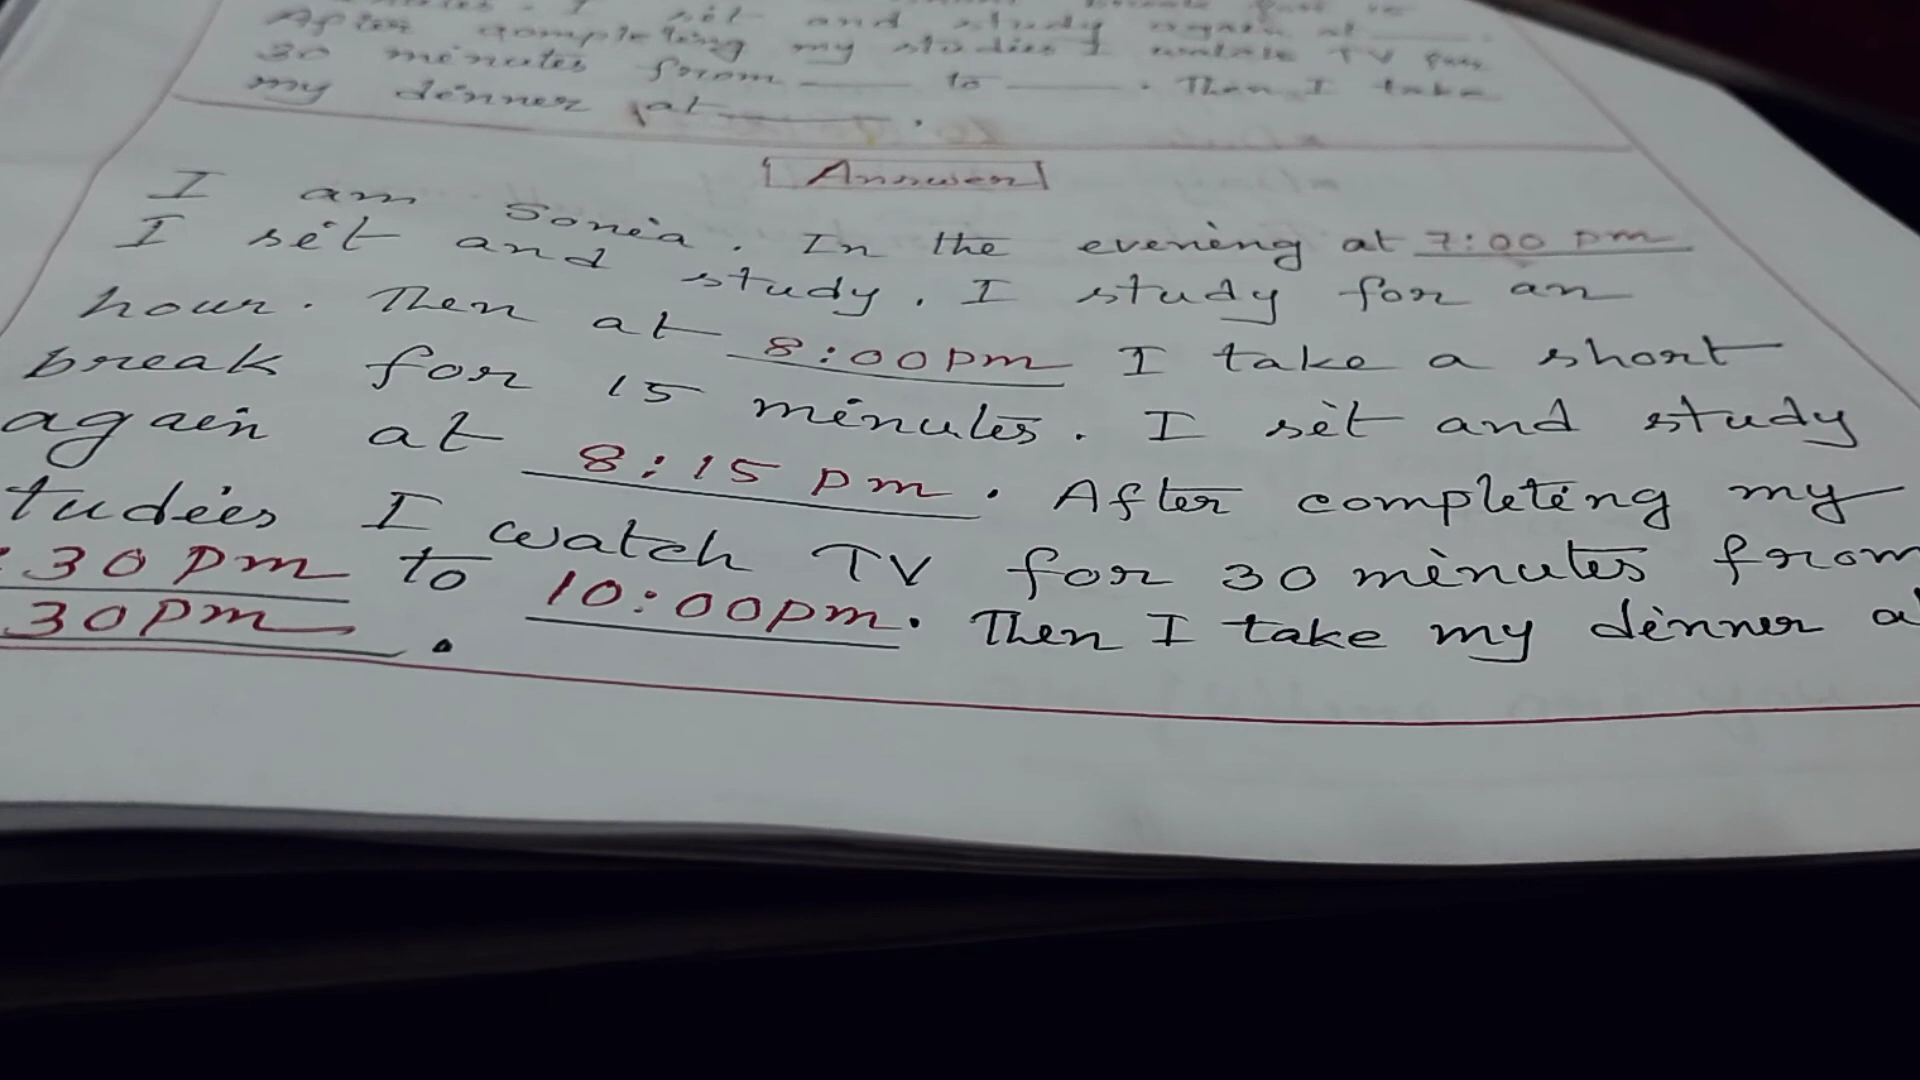 After completing my studies I watch TV for
30 minutes from ____ to ____. Then I take
my dinner at ____.
Answer
I am Sonia. In the evening at 7:00 pm
I sit and study. I study for an
hour. Then at 8:00pm I take a short
break for 15 minutes. I sit and study
again at 8:15 pm. After completing my
tudies I watch TV for 30 minutes from
:30 pm to 10:00pm. Then I take my dinner a
30pm.